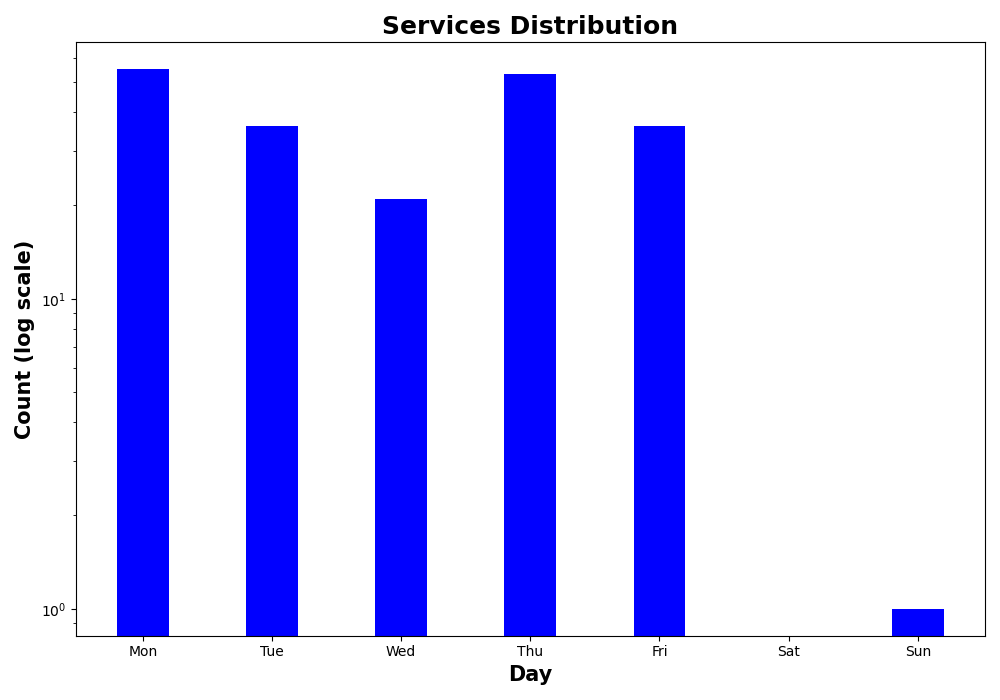 Services Distribution
Count (log scale)
10¹
10⁰
Mon Tue Wed Thu Fri Sat Sun
Day